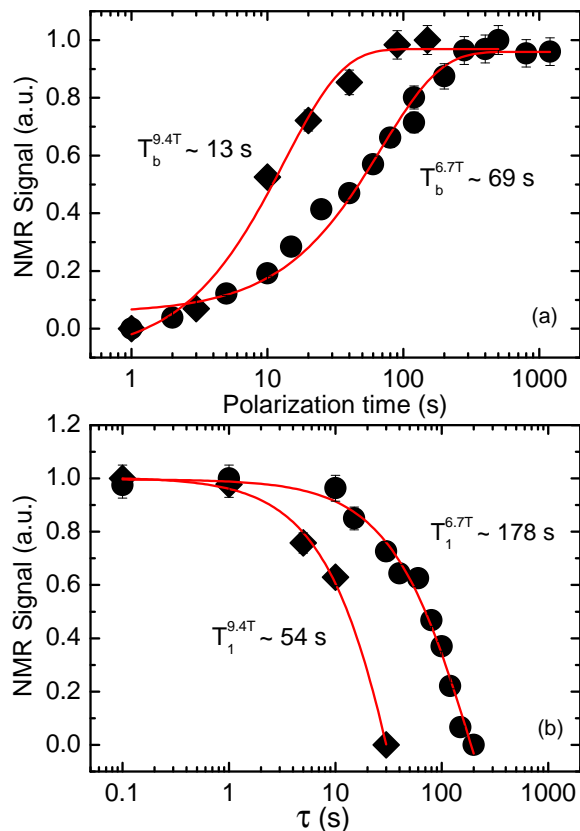 1.0
0.8
0.6
0.4
0.2
0.0
NMR Signal (a.u.)
T_b^9.4T ~ 13 s
T_b^6.7T ~ 69 s
(a)
1 10 100 1000
Polarization time (s)
1.2
1.0
0.8
0.6
0.4
0.2
0.0
NMR Signal (a.u.)
T_1^6.7T ~ 178 s
T_1^9.4T ~ 54 s
(b)
0.1 1 10 100 1000
τ (s)